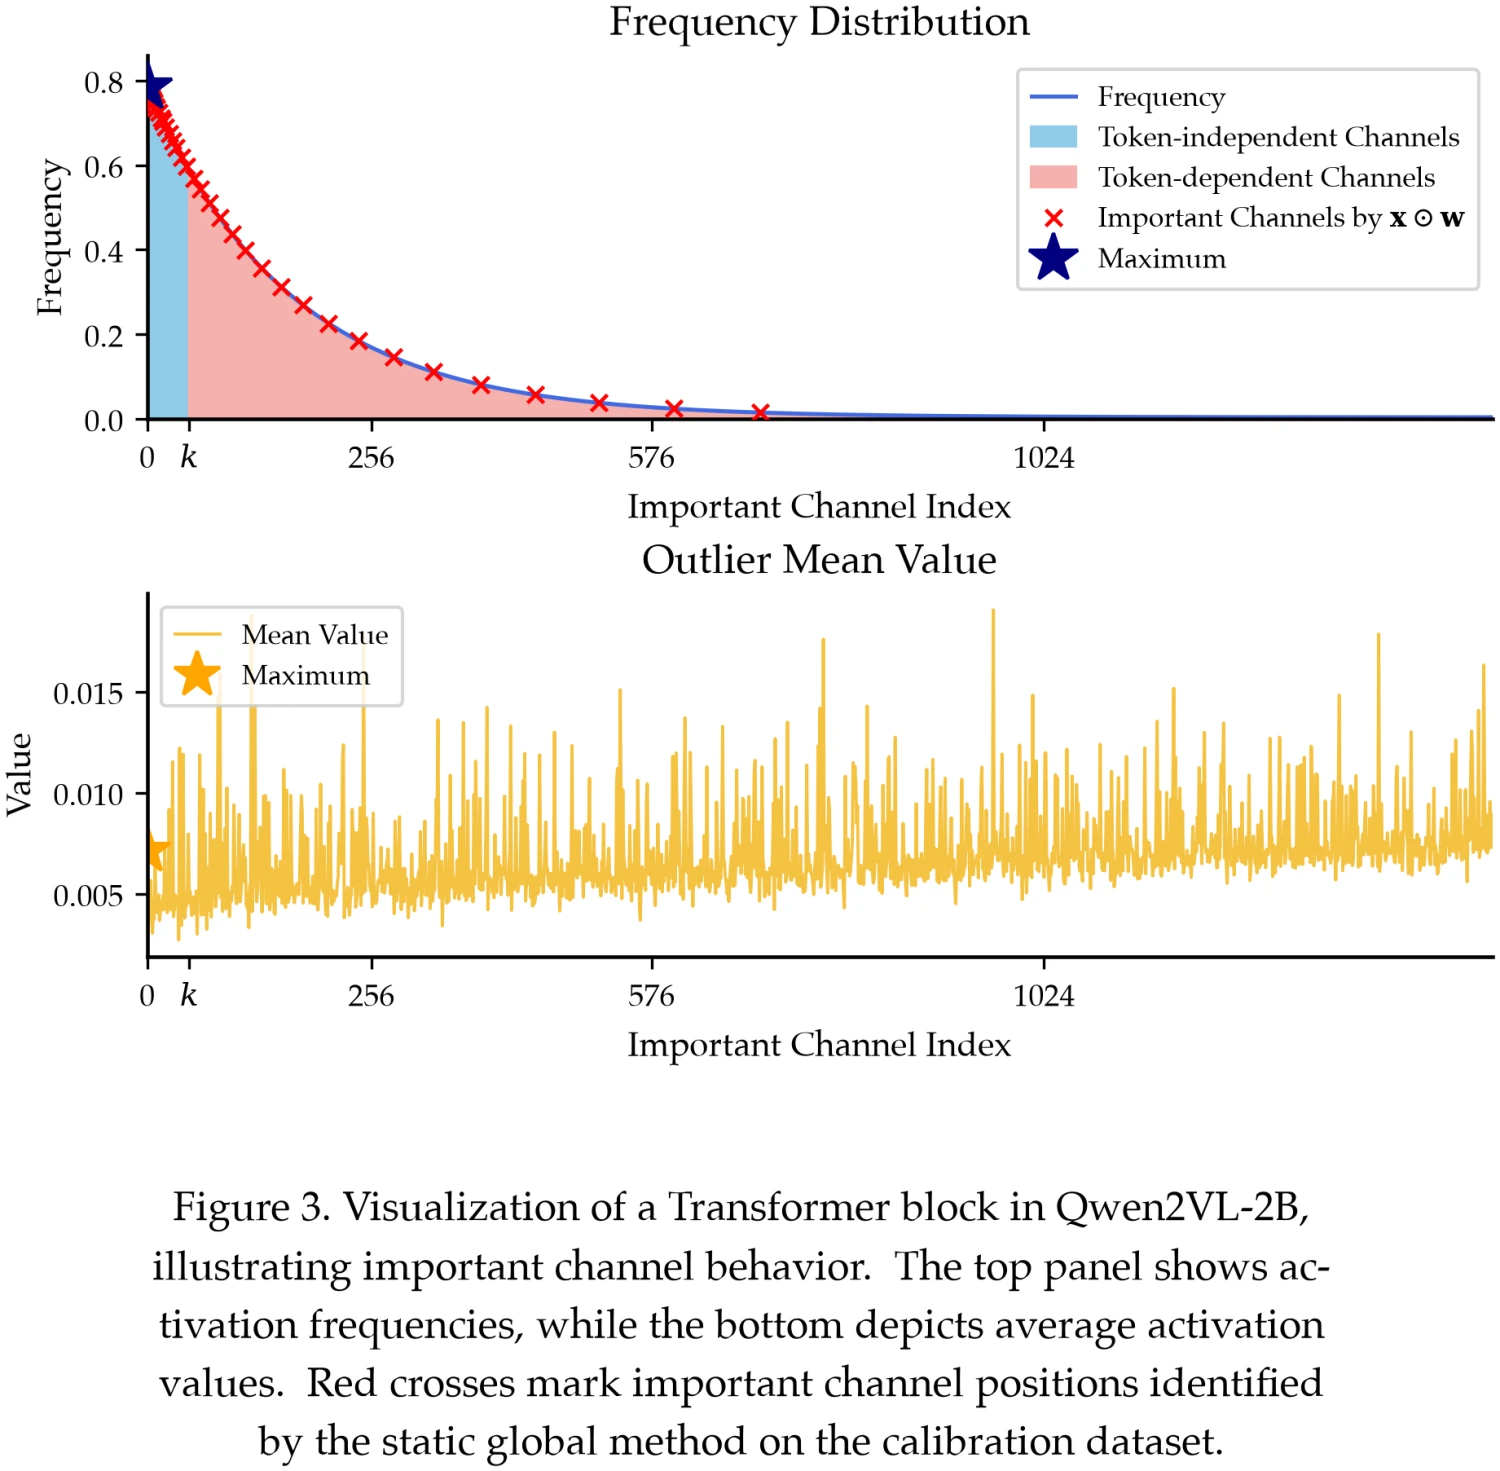 Frequency Distribution
0.8
0.6
0.4
0.2
0.0
Frequency
Frequency
Token-independent Channels
Token-dependent Channels
Important Channels by x ⊙ w
Maximum
0 k 256 576 1024
Important Channel Index
Outlier Mean Value
Mean Value
Maximum
0.015
0.010
0.005
Value
0 k 256 576 1024
Important Channel Index
Figure 3. Visualization of a Transformer block in Qwen2VL-2B,
illustrating important channel behavior. The top panel shows ac-
tivation frequencies, while the bottom depicts average activation
values. Red crosses mark important channel positions identified
by the static global method on the calibration dataset.